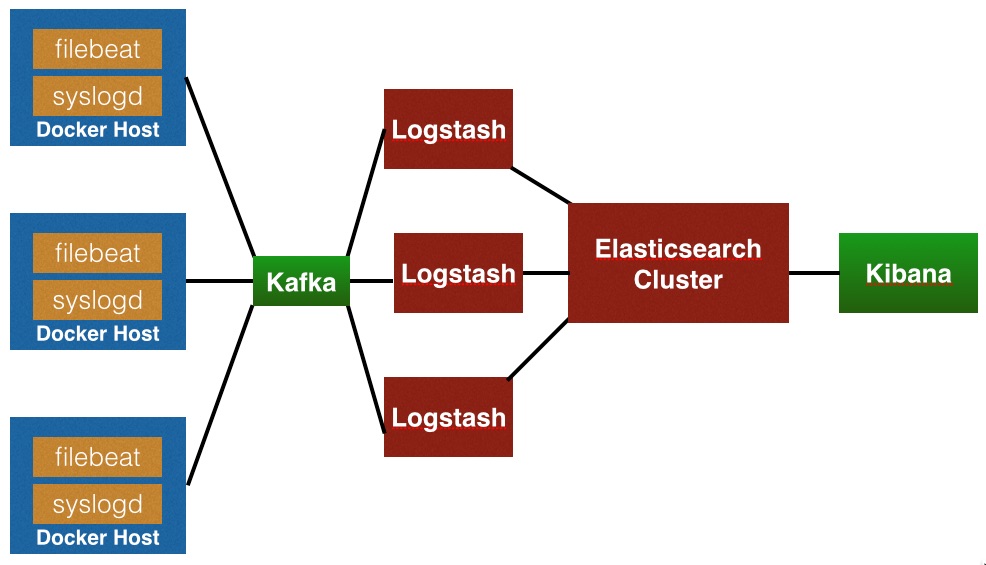 filebeat
syslogd
Docker Host
filebeat
syslogd
Docker Host
filebeat
syslogd
Docker Host
Kafka
Logstash
Logstash
Logstash
Elasticsearch
Cluster
Kibana